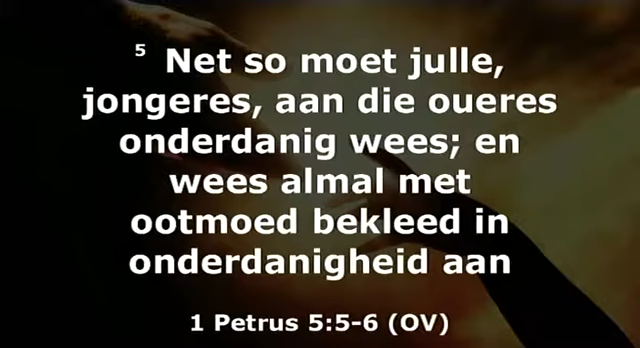 5 Net so moet julle,
jongeres, aan die oueres
onderdanig wees; en
wees almal met
ootmoed bekleed in
onderdanigheid aan
1 Petrus 5:5-6 (OV)